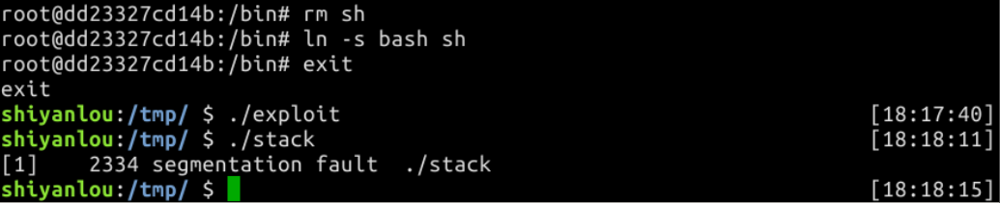 root@dd23327cd14b:/bin# rm sh
root@dd23327cd14b:/bin# ln -s bash sh
root@dd23327cd14b:/bin# exit
exit
shiyanlou:/tmp/ $ ./exploit [18:17:40]
shiyanlou:/tmp/ $ ./stack [18:18:11]
[1]    2334 segmentation fault  ./stack
shiyanlou:/tmp/ $ [18:18:15]